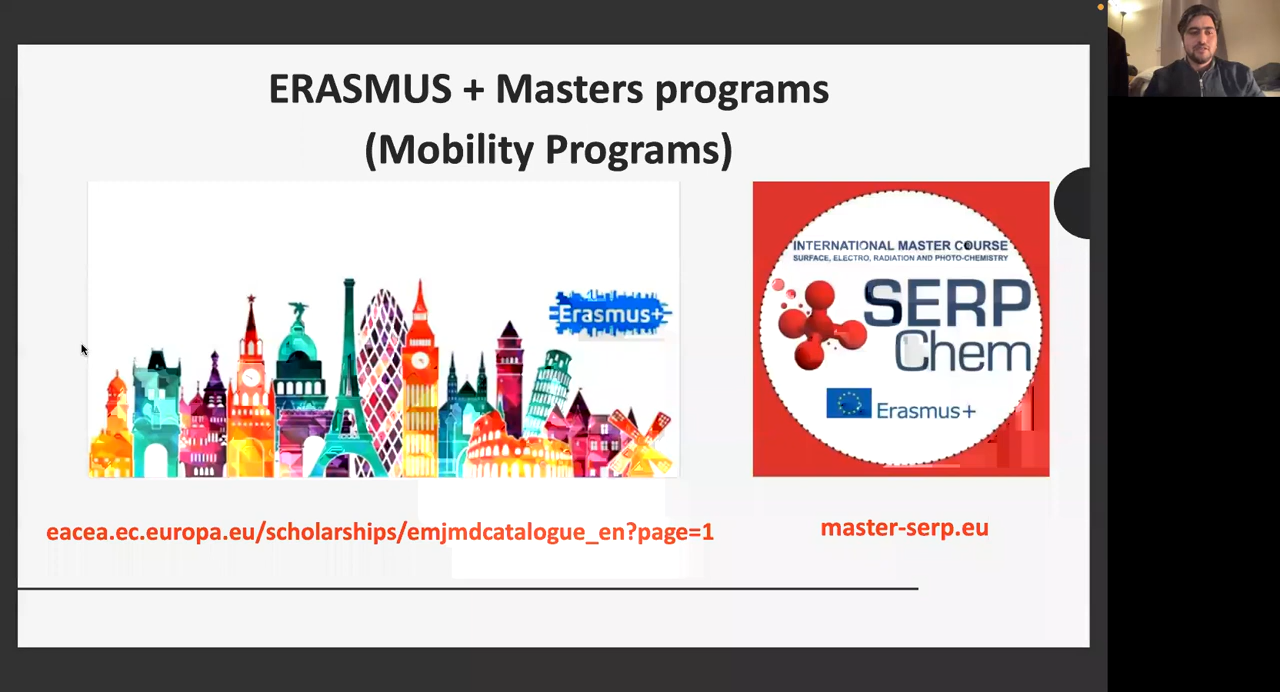 ERASMUS + Masters programs
(Mobility Programs)
Erasmus+
INTERNATIONAL MASTER COURSE
SURFACE, ELECTRO, RADIATION AND PHOTO-CHEMISTRY
SERP
Chem
Erasmus+
eacea.ec.europa.eu/scholarships/emjmdcatalogue_en?page=1
master-serp.eu